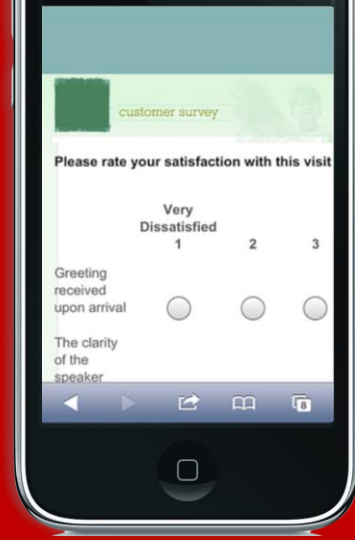 customer survey
Please rate your satisfaction with this visit
Very
Dissatisfied
1 2 3
Greeting
received
upon arrival
The clarity
of the
speaker
8